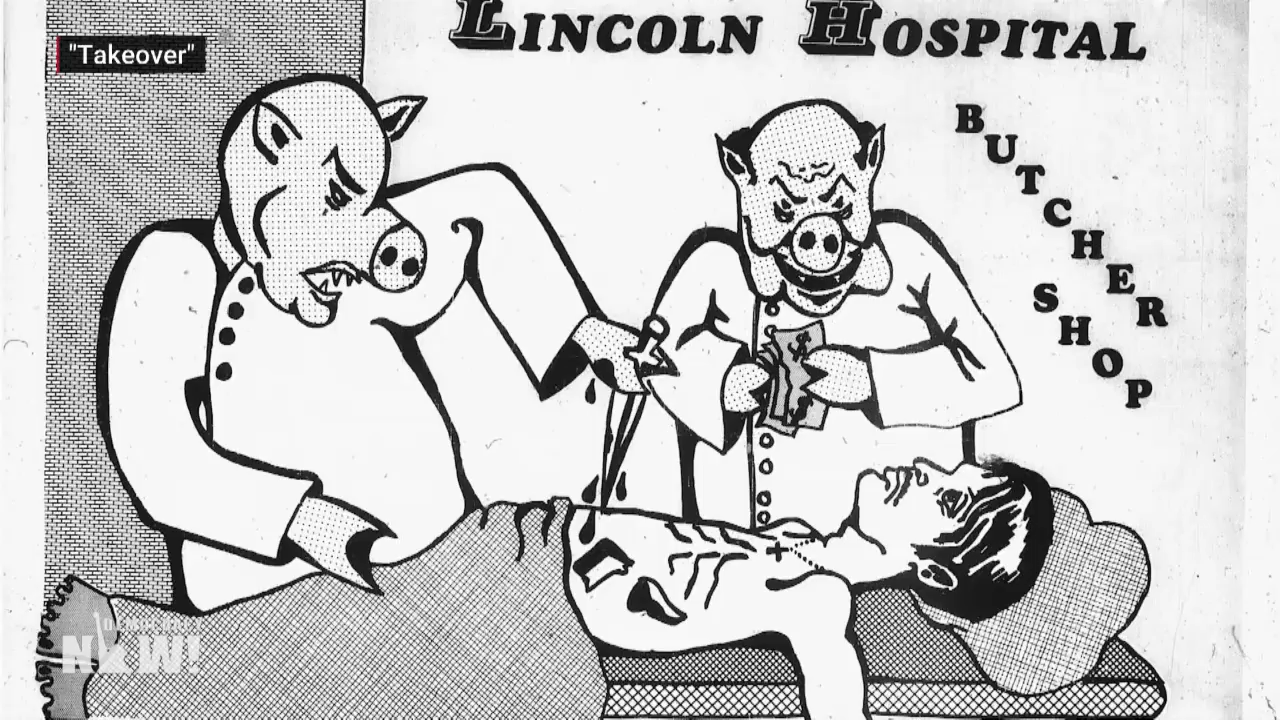 LINCOLN HOSPITAL
"Takeover"
BUTCHER
SHOP
$
DEMOCRACY
NOW!